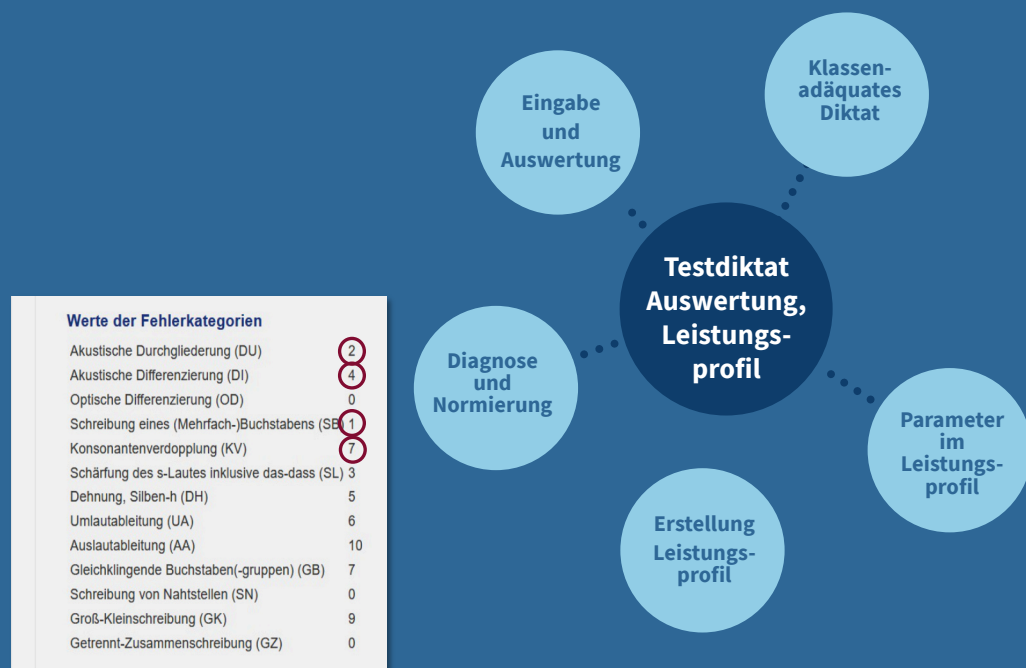 Klassen-
adäquates
Diktat
Eingabe
und
Auswertung
Testdiktat
Auswertung,
Leistungs-
profil
Diagnose
und
Normierung
Parameter
im
Leistungs-
profil
Erstellung
Leistungs-
profil
Werte der Fehlerkategorien
Akustische Durchgliederung (DU) 2
Akustische Differenzierung (DI) 4
Optische Differenzierung (OD) 0
Schreibung eines (Mehrfach-)Buchstabens (SB) 1
Konsonantenverdopplung (KV) 7
Schärfung des s-Lautes inklusive das-dass (SL) 3
Dehnung, Silben-h (DH) 5
Umlautableitung (UA) 6
Auslautableitung (AA) 10
Gleichklingende Buchstaben(-gruppen) (GB) 7
Schreibung von Nahtstellen (SN) 0
Groß-Kleinschreibung (GK) 9
Getrennt-Zusammenschreibung (GZ) 0